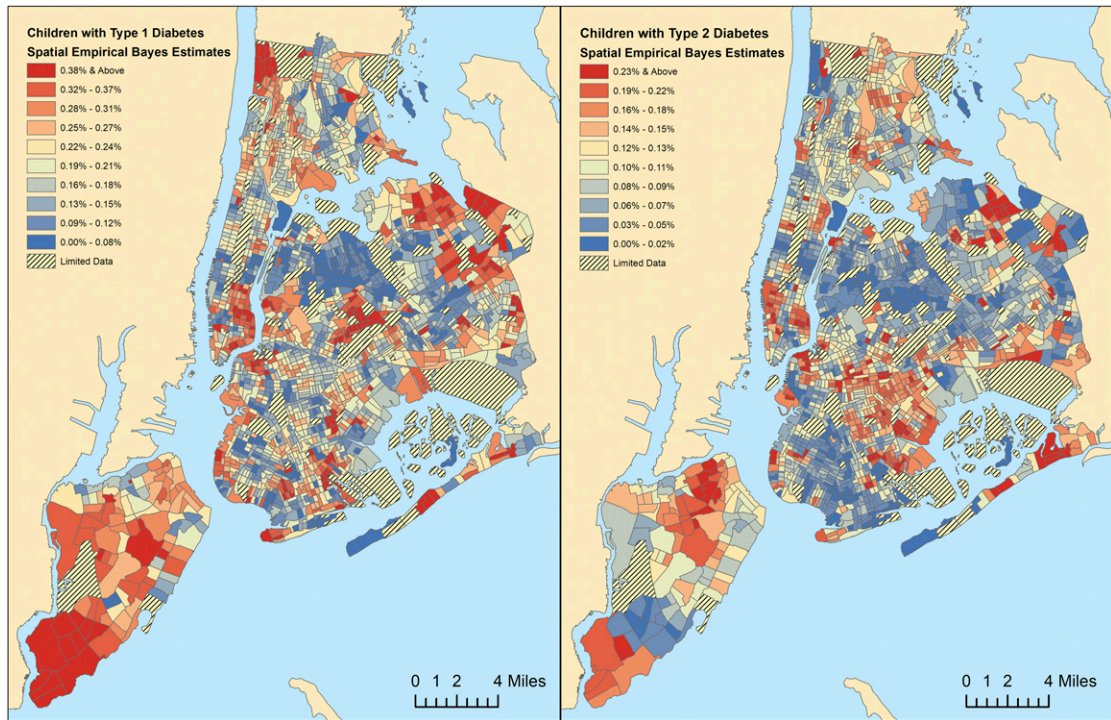 Children with Type 1 Diabetes
Spatial Empirical Bayes Estimates
0.38% & Above
0.32% - 0.37%
0.28% - 0.31%
0.25% - 0.27%
0.22% - 0.24%
0.19% - 0.21%
0.16% - 0.18%
0.13% - 0.15%
0.09% - 0.12%
0.00% - 0.08%
Limited Data
0 1 2 4 Miles
Children with Type 2 Diabetes
Spatial Empirical Bayes Estimates
0.23% & Above
0.19% - 0.22%
0.16% - 0.18%
0.14% - 0.15%
0.12% - 0.13%
0.10% - 0.11%
0.08% - 0.09%
0.06% - 0.07%
0.03% - 0.05%
0.00% - 0.02%
Limited Data
0 1 2 4 Miles